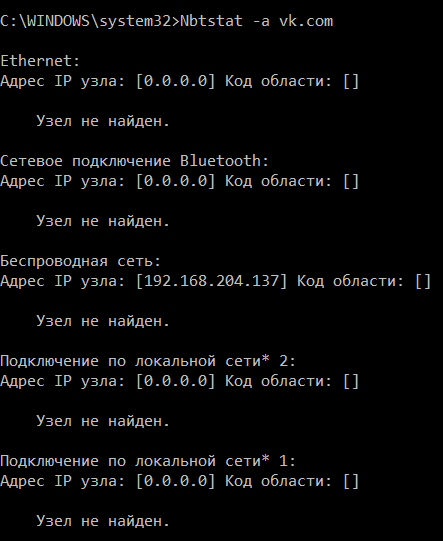 C:\WINDOWS\system32>Nbtstat -a vk.com
Ethernet:
Адрес IP узла: [0.0.0.0] Код области: []
Узел не найден.
Сетевое подключение Bluetooth:
Адрес IP узла: [0.0.0.0] Код области: []
Узел не найден.
Беспроводная сеть:
Адрес IP узла: [192.168.204.137] Код области: []
Узел не найден.
Подключение по локальной сети* 2:
Адрес IP узла: [0.0.0.0] Код области: []
Узел не найден.
Подключение по локальной сети* 1:
Адрес IP узла: [0.0.0.0] Код области: []
Узел не найден.